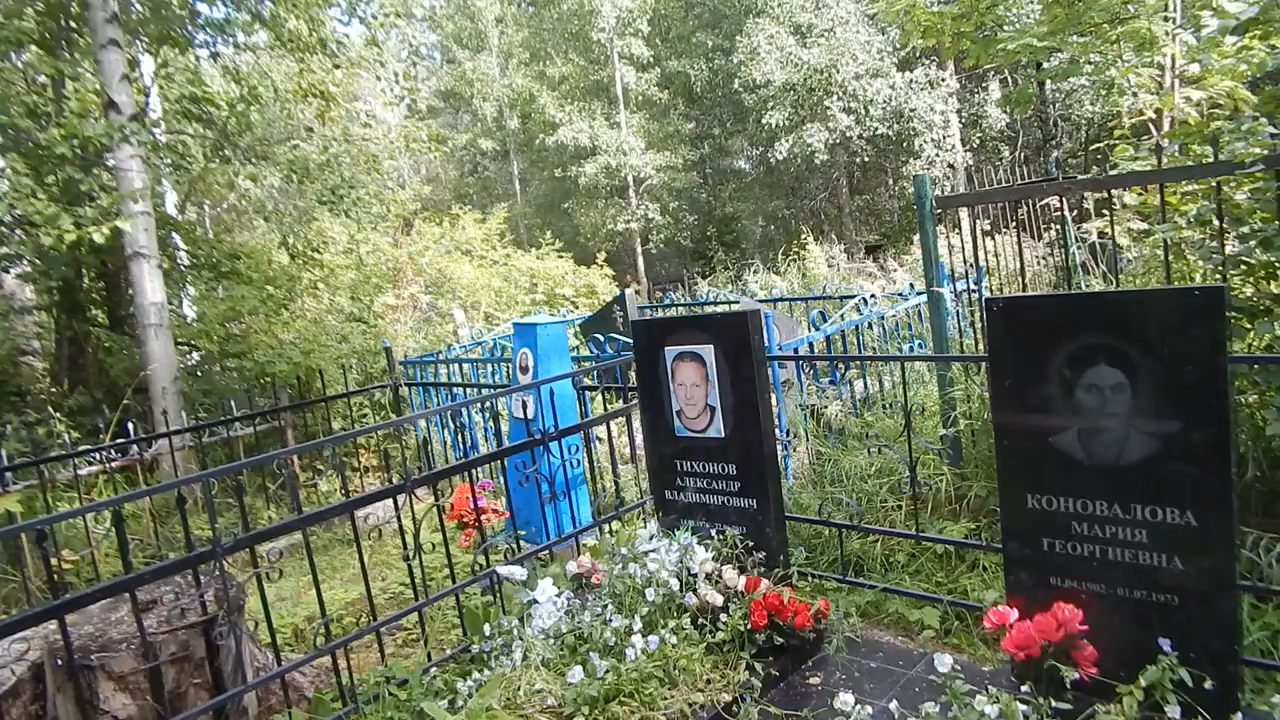 ТИХОНОВ
АЛЕКСАНДР
ВЛАДИМИРОВИЧ
КОНОВАЛОВА
МАРИЯ
ГЕОРГИЕВНА
01.04.1902 - 01.07.1973